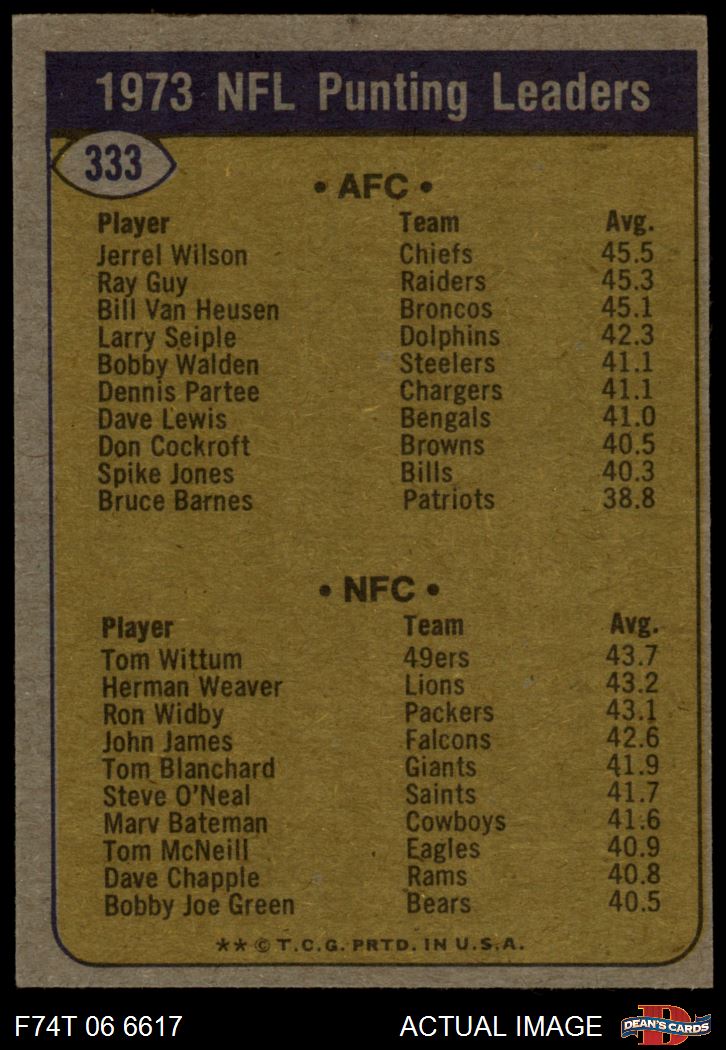 1973 NFL Punting Leaders
333
• AFC •
Player Team Avg.
Jerrel Wilson Chiefs 45.5
Ray Guy Raiders 45.3
Bill Van Heusen Broncos 45.1
Larry Seiple Dolphins 42.3
Bobby Walden Steelers 41.1
Dennis Partee Chargers 41.1
Dave Lewis Bengals 41.0
Don Cockroft Browns 40.5
Spike Jones Bills 40.3
Bruce Barnes Patriots 38.8
• NFC •
Player Team Avg.
Tom Wittum 49ers 43.7
Herman Weaver Lions 43.2
Ron Widby Packers 43.1
John James Falcons 42.6
Tom Blanchard Giants 41.9
Steve O'Neal Saints 41.7
Marv Bateman Cowboys 41.6
Tom McNeill Eagles 40.9
Dave Chapple Rams 40.8
Bobby Joe Green Bears 40.5
** © T.C.G. PRTD. IN U.S.A.
F74T 06 6617 ACTUAL IMAGE D DEAN'S CARDS